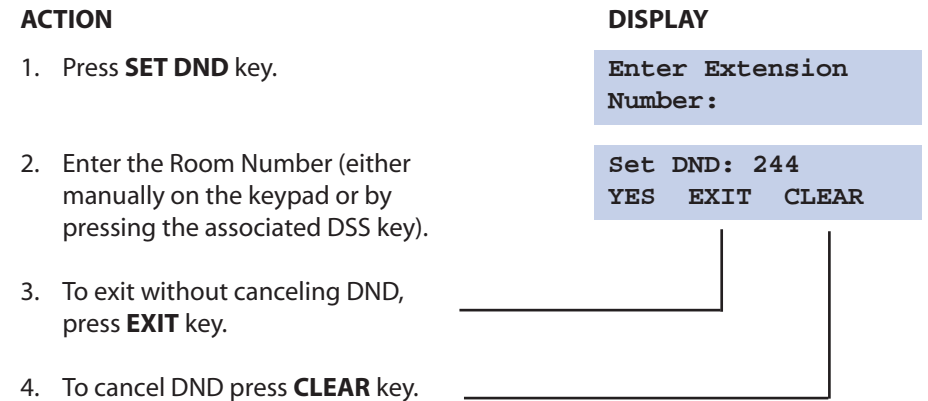 ACTION DISPLAY
1. Press SET DND key.
Enter Extension
Number:
2. Enter the Room Number (either
manually on the keypad or by
pressing the associated DSS key).
Set DND: 244
YES EXIT CLEAR
3. To exit without canceling DND,
press EXIT key.
4. To cancel DND press CLEAR key.